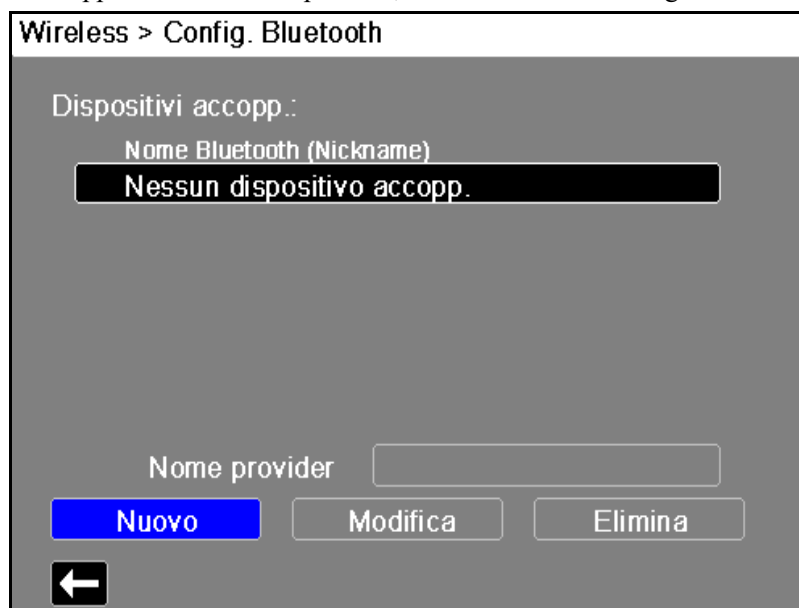 Wireless > Config. Bluetooth
Dispositivi accopp.:
Nome Bluetooth (Nickname)
Nessun dispositivo accopp.
Nome provider
Nuovo Modifica Elimina